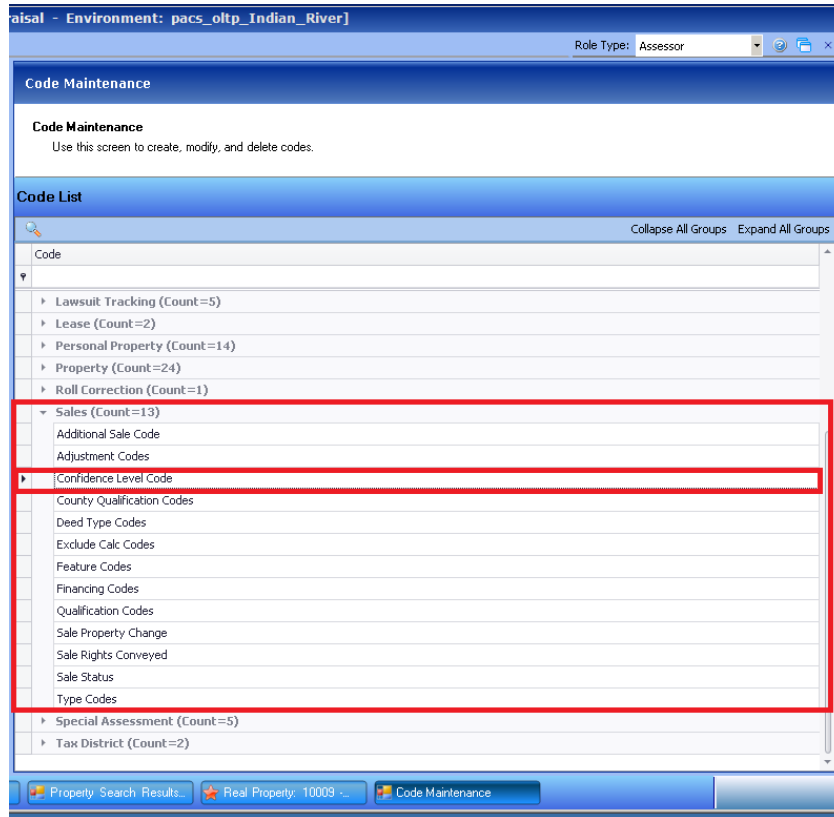 raisal - Environment: pacs_oltp_Indian_River]
Role Type: Assessor
Code Maintenance
Code Maintenance
Use this screen to create, modify, and delete codes.
Code List
Collapse All Groups Expand All Groups
Code
Lawsuit Tracking (Count=5)
Lease (Count=2)
Personal Property (Count=14)
Property (Count=24)
Roll Correction (Count=1)
Sales (Count=13)
Additional Sale Code
Adjustment Codes
Confidence Level Code
County Qualification Codes
Deed Type Codes
Exclude Calc Codes
Feature Codes
Financing Codes
Qualification Codes
Sale Property Change
Sale Rights Conveyed
Sale Status
Type Codes
Special Assessment (Count=5)
Tax District (Count=2)
Property Search Results... Real Property: 10009 -... Code Maintenance